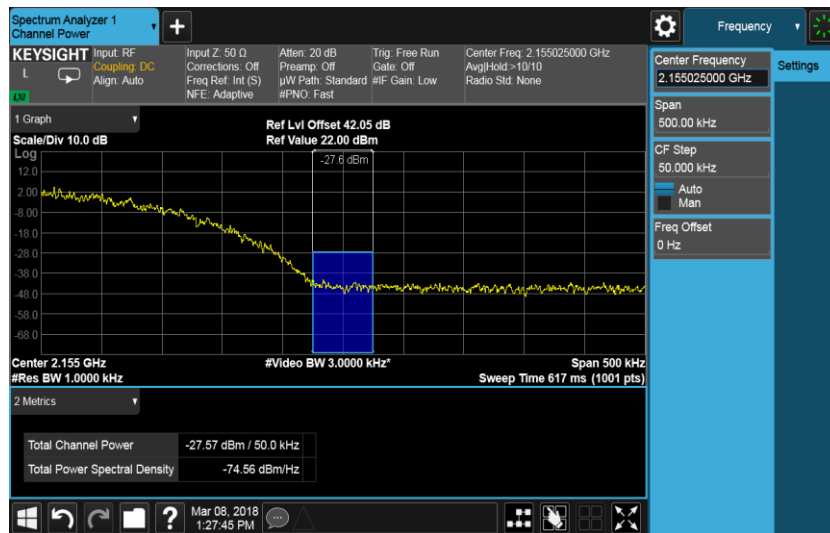 Spectrum Analyzer 1
Channel Power
Frequency
KEYSIGHT
L
LXI
Input: RF
Coupling: DC
Align: Auto
Input Z: 50 Ω
Corrections: Off
Freq Ref: Int (S)
NFE: Adaptive
Atten: 20 dB
Preamp: Off
µW Path: Standard
#PNO: Fast
Trig: Free Run
Gate: Off
#IF Gain: Low
Center Freq: 2.155025000 GHz
Avg|Hold:>10/10
Radio Std: None
Center Frequency
2.155025000 GHz
Settings
Span
500.00 kHz
CF Step
50.000 kHz
Auto
Man
Freq Offset
0 Hz
1 Graph
Scale/Div 10.0 dB
Ref Lvl Offset 42.05 dB
Ref Value 22.00 dBm
Log
-27.6 dBm
12.0
2.00
-8.00
-18.0
-28.0
-38.0
-48.0
-58.0
-68.0
Center 2.155 GHz
#Video BW 3.0000 kHz*
Span 500 kHz
#Res BW 1.0000 kHz
Sweep Time 617 ms (1001 pts)
2 Metrics
Total Channel Power -27.57 dBm / 50.0 kHz
Total Power Spectral Density -74.56 dBm/Hz
?
Mar 08, 2018
1:27:45 PM